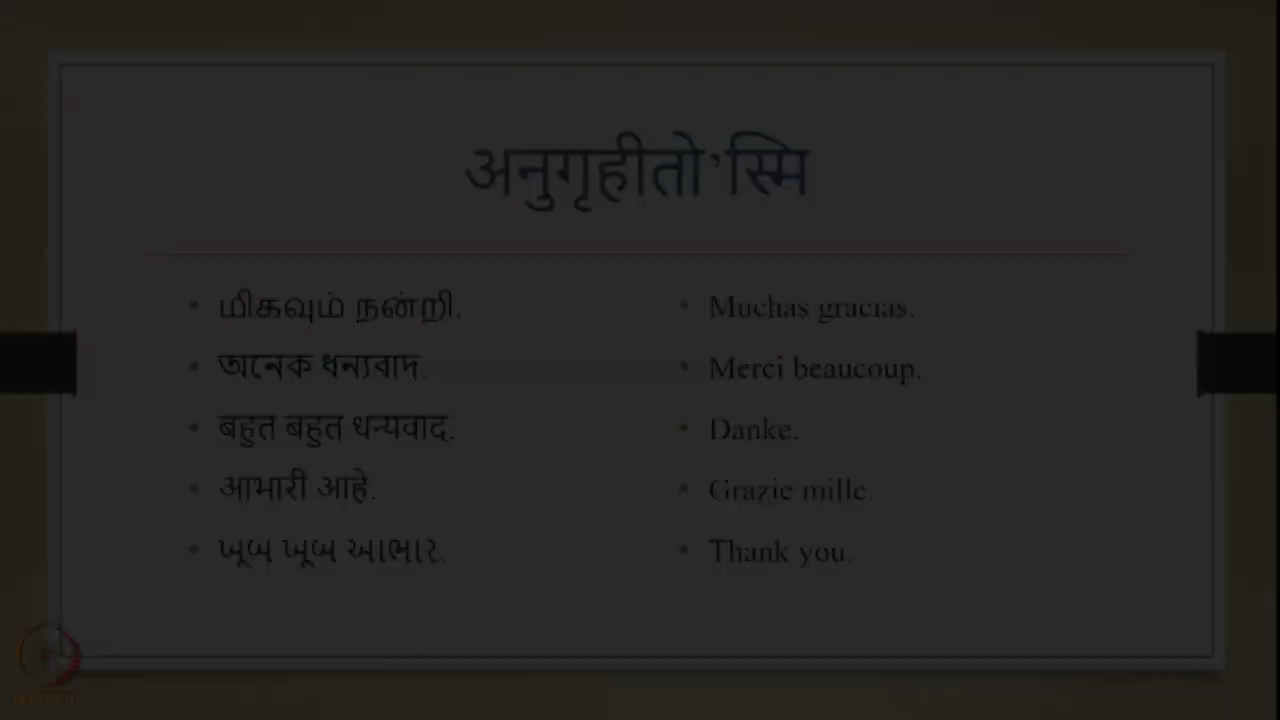 अनुगृहीतो’स्मि
மிகவும் நன்றி.
অনেক ধন্যবাদ.
बहुत बहुत धन्यवाद.
आभारी आहे.
ખૂબ ખૂબ આભાર.
Muchas gracias.
Merci beaucoup.
Danke.
Grazie mille.
Thank you.